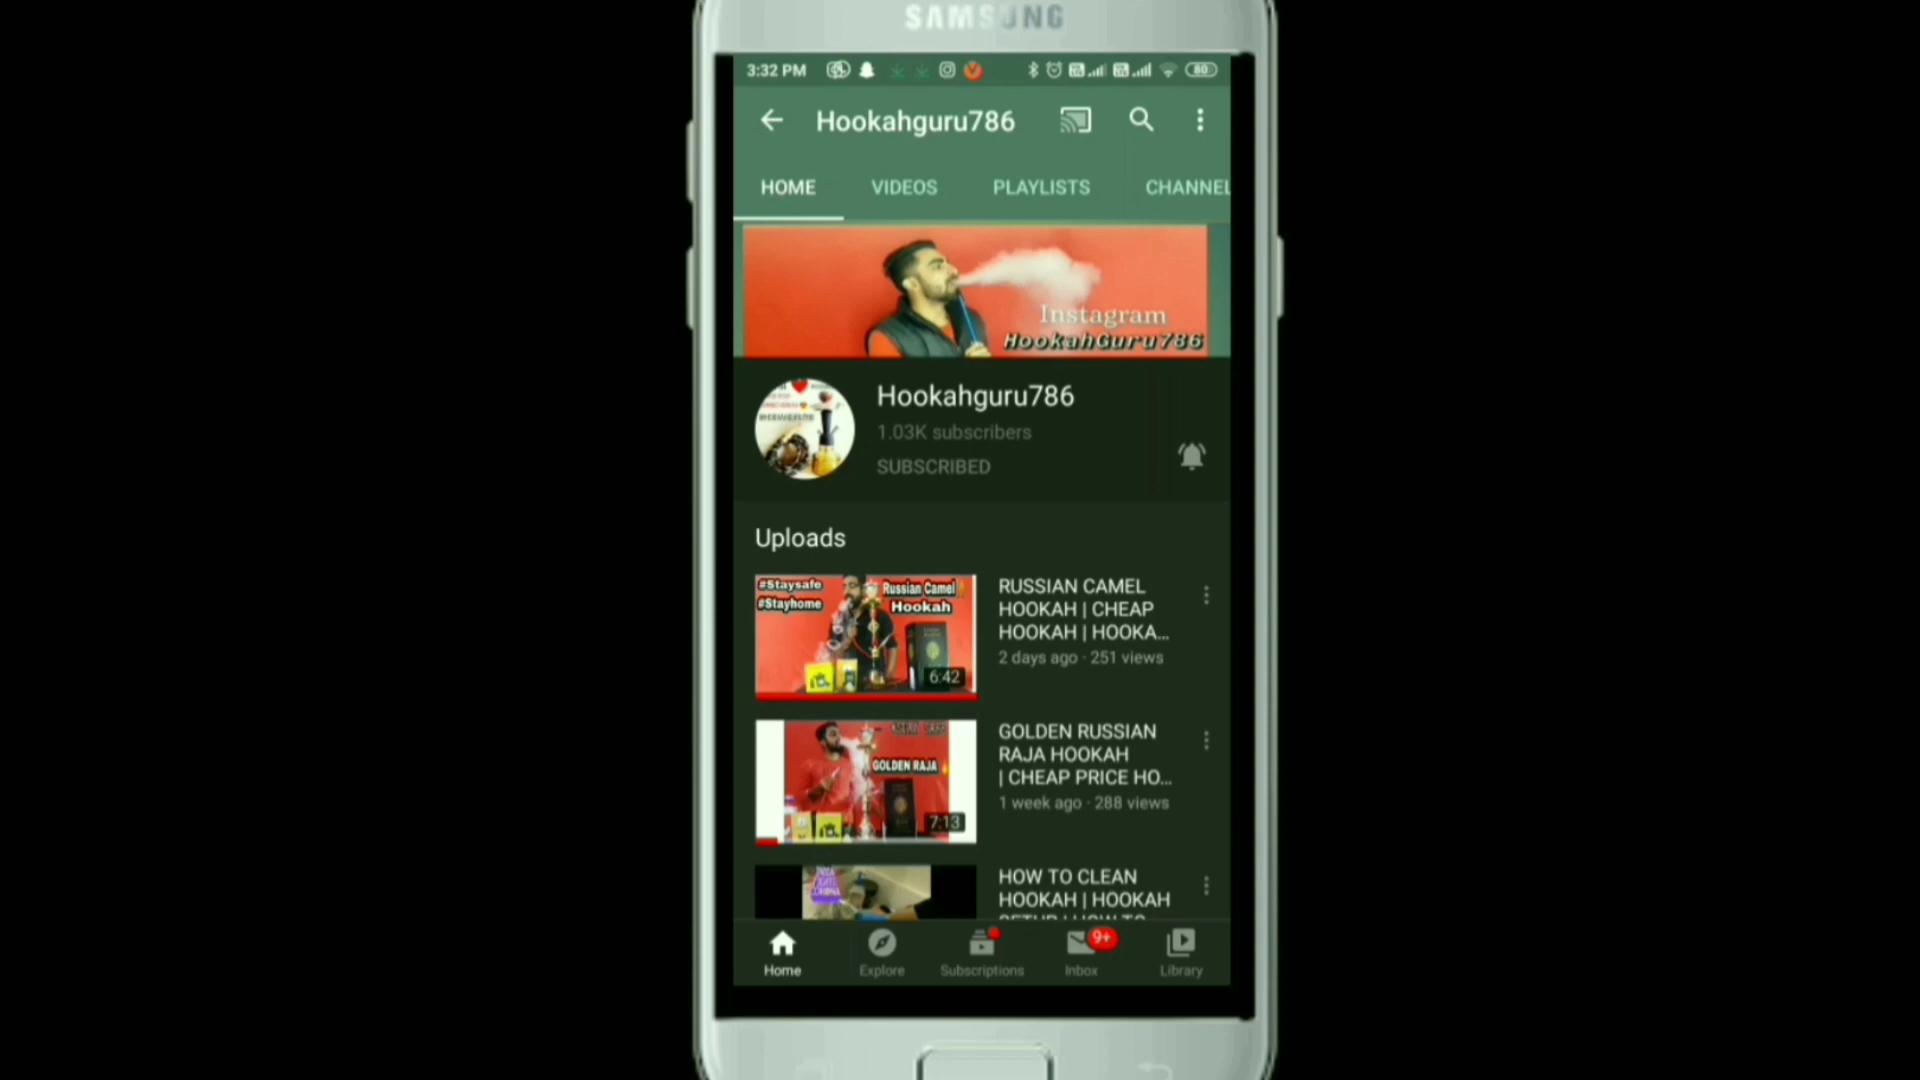 SAMSUNG
3:32 PM
80
Hookahguru786
HOME VIDEOS PLAYLISTS CHANNEL
Instagram
HookahGuru786
Hookahguru786
1.03K subscribers
SUBSCRIBED
Uploads
#Staysafe
#Stayhome
Russian Camel
Hookah
6:42
RUSSIAN CAMEL
HOOKAH | CHEAP
HOOKAH | HOOKA...
2 days ago · 251 views
GOLDEN RAJA
7:13
GOLDEN RUSSIAN
RAJA HOOKAH
| CHEAP PRICE HO...
1 week ago · 288 views
HOW TO CLEAN
HOOKAH | HOOKAH
9+
Home Explore Subscriptions Inbox Library